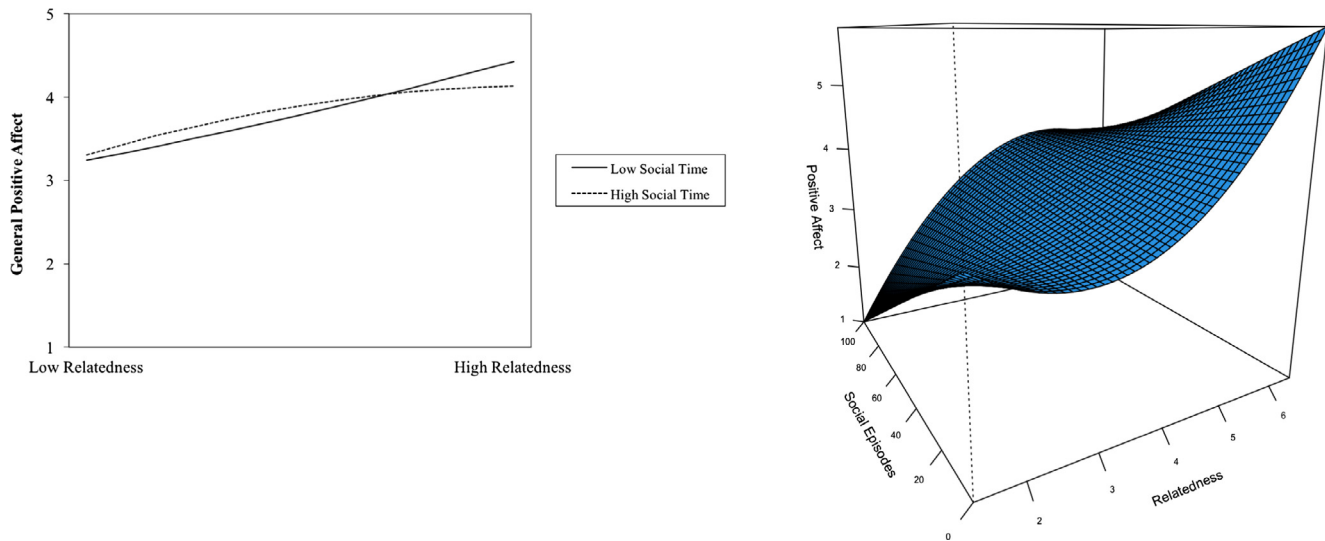 5
4
3
2
1
General Positive Affect
Low Relatedness
High Relatedness
Low Social Time
High Social Time
5
4
3
2
1
Positive Affect
100
80
60
40
20
0
Social Episodes
2
3
4
5
6
Relatedness